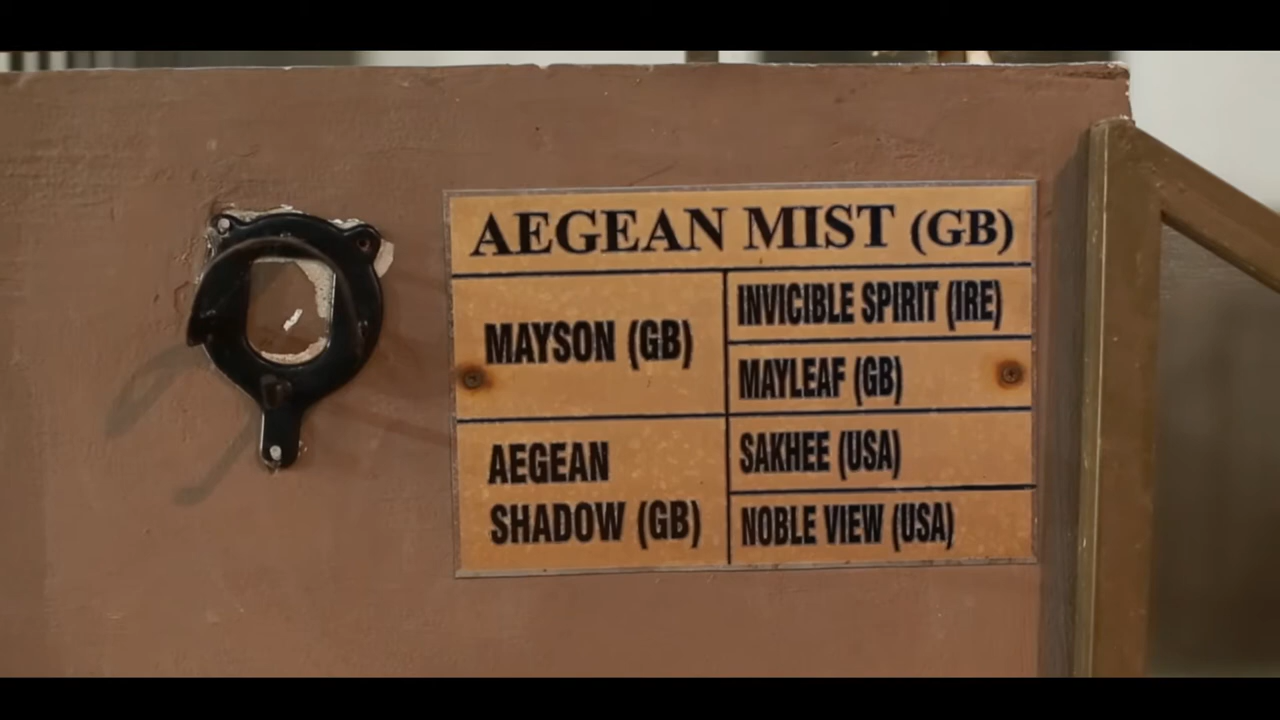 AEGEAN MIST (GB)
MAYSON (GB)
INVICIBLE SPIRIT (IRE)
MAYLEAF (GB)
AEGEAN
SHADOW (GB)
SAKHEE (USA)
NOBLE VIEW (USA)